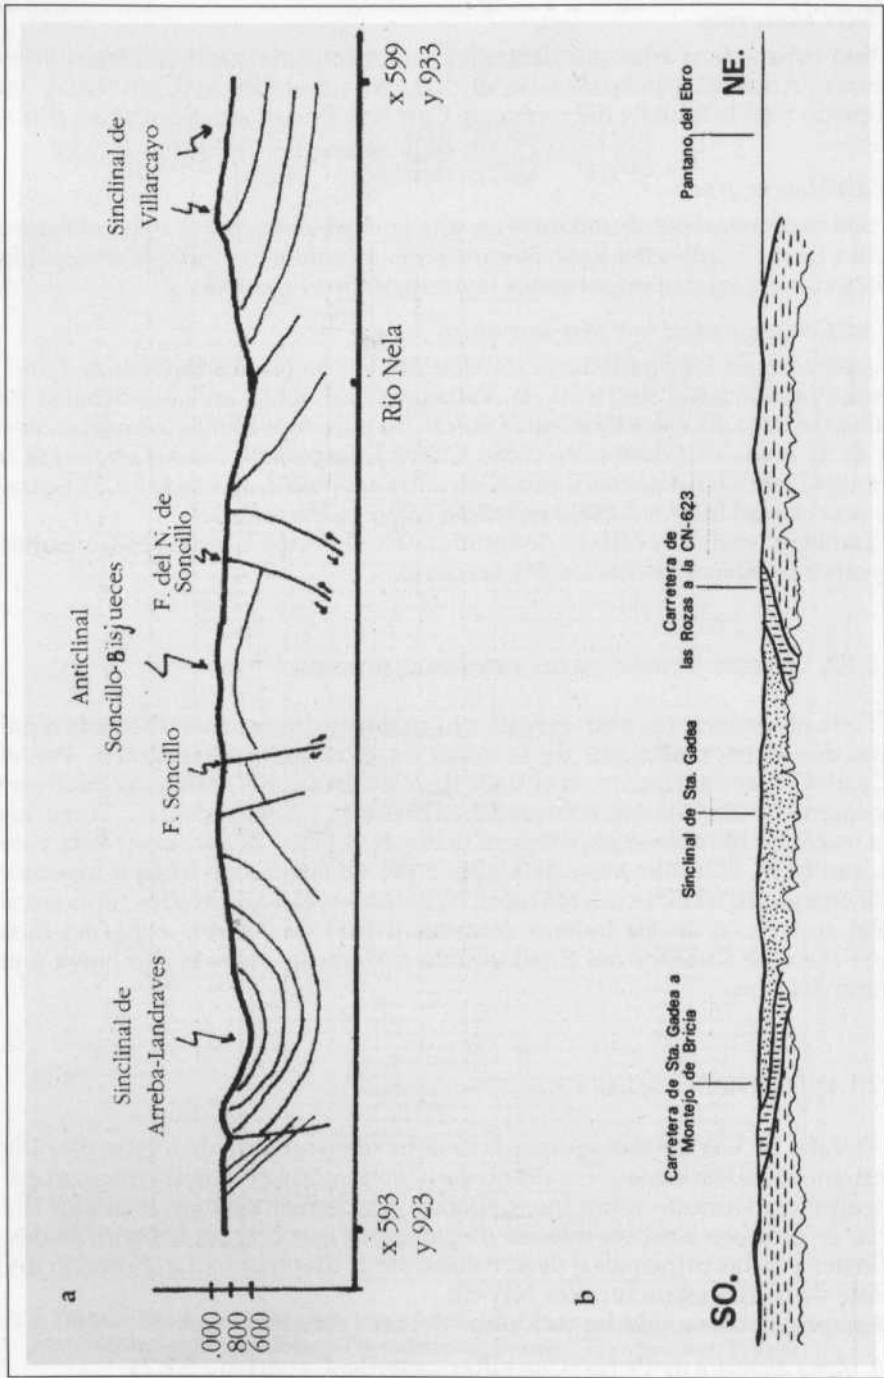 a
Sinclinal de
Arreba-Landraves
F. Soncillo
Anticlinal
Soncillo-Bisjueces
F. del N. de
Soncillo
Sinclinal de
Villarcayo
.000
800
600
x 593
y 923
Rio Nela
x 599
y 933
b
SO.
Carretera de Sta. Gadea a
Montejo de Bricia
Sinclinal de Sta. Gadea
Carretera de
las Rozas a la CN-623
Pantano del Ebro
NE.